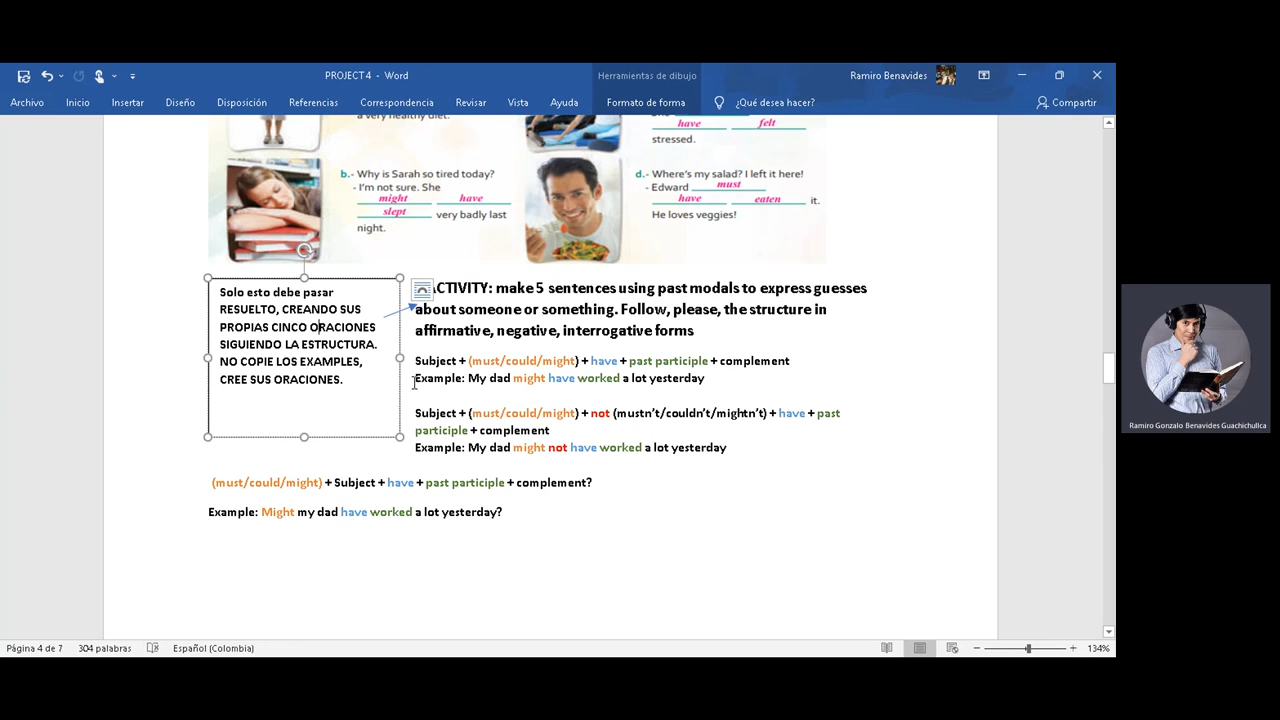 PROJECT4 - Word
Herramientas de dibujo
Ramiro Benavides
Archivo Inicio Insertar Diseño Disposición Referencias Correspondencia Revisar Vista Ayuda Formato de forma ¿Qué desea hacer? Compartir
a very healthy diet.
have felt
stressed.
b.- Why is Sarah so tired today?
- I'm not sure. She
might have
slept very badly last
night.
d.- Where's my salad? I left it here!
- Edward must
have eaten it.
He loves veggies!
Solo esto debe pasar
RESUELTO, CREANDO SUS
PROPIAS CINCO ORACIONES
SIGUIENDO LA ESTRUCTURA.
NO COPIE LOS EXAMPLES,
CREE SUS ORACIONES.
ACTIVITY: make 5 sentences using past modals to express guesses
about someone or something. Follow, please, the structure in
affirmative, negative, interrogative forms
Subject + (must/could/might) + have + past participle + complement
Example: My dad might have worked a lot yesterday
Subject + (must/could/might) + not (mustn't/couldn't/mightn't) + have + past
participle + complement
Example: My dad might not have worked a lot yesterday
(must/could/might) + Subject + have + past participle + complement?
Example: Might my dad have worked a lot yesterday?
Ramiro Gonzalo Benavides Guachichullca
Página 4 de 7 304 palabras Español (Colombia) 134%